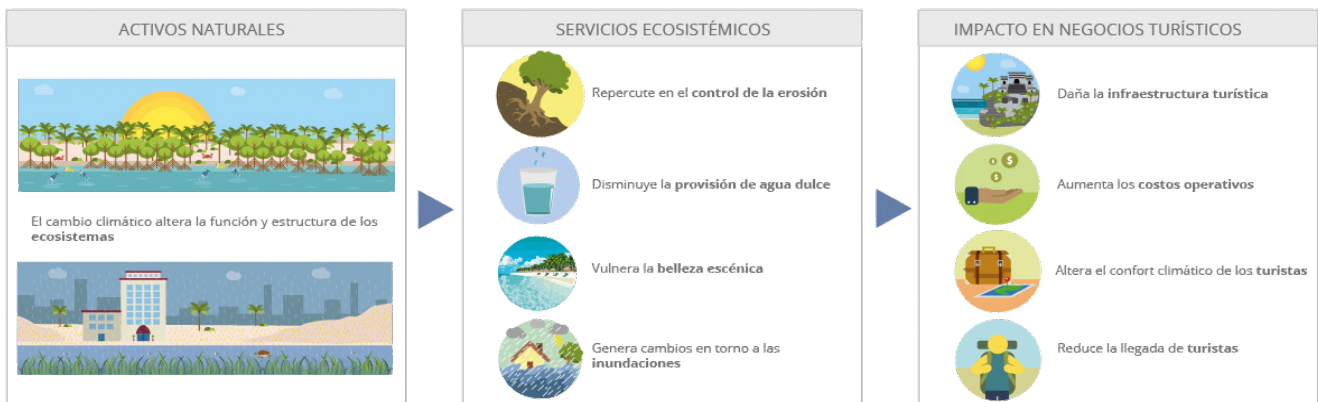 ACTIVOS NATURALES
El cambio climático altera la función y estructura de los
ecosistemas
SERVICIOS ECOSISTÉMICOS
Repercute en el control de la erosión
Disminuye la provisión de agua dulce
Vulnera la belleza escénica
Genera cambios en torno a las
inundaciones
IMPACTO EN NEGOCIOS TURÍSTICOS
Daña la infraestructura turística
$ $ $
Aumenta los costos operativos
Altera el confort climático de los turistas
Reduce la llegada de turistas